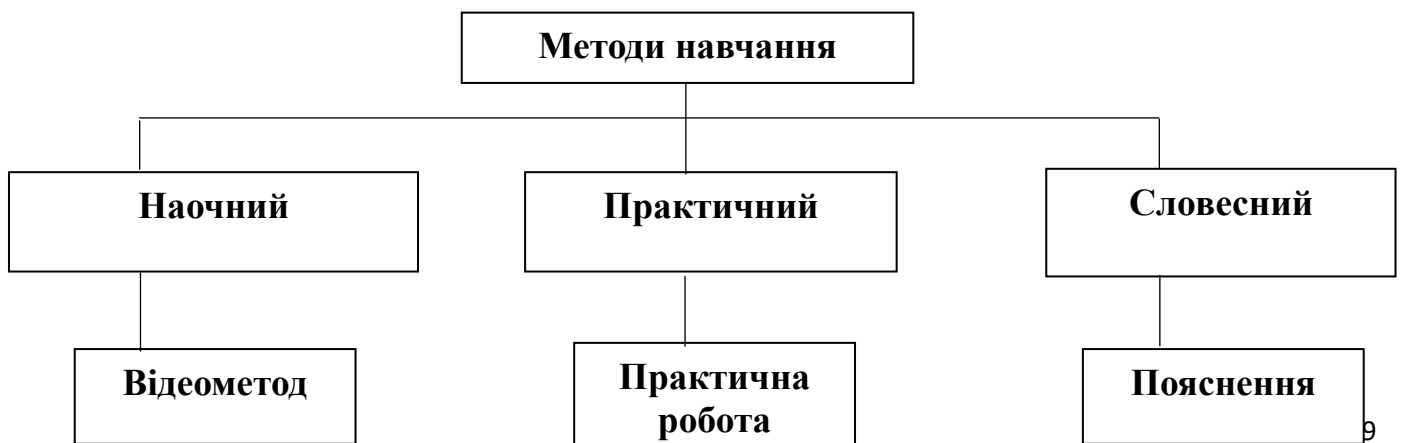 Методи навчання
Наочний
Практичний
Словесний
Відеометод
Практична
робота
Пояснення
9